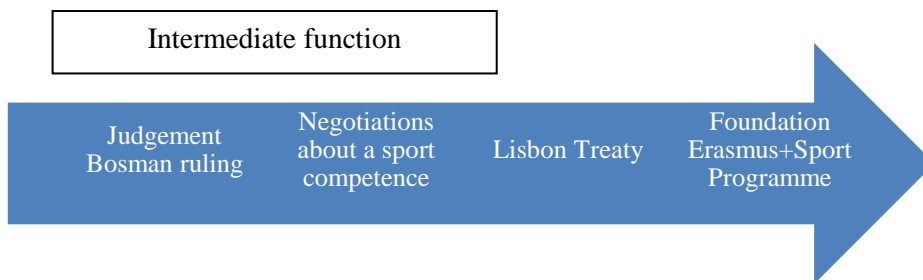 Intermediate function
Judgement
Bosman ruling
Negotiations
about a sport
competence
Lisbon Treaty
Foundation
Erasmus+Sport
Programme